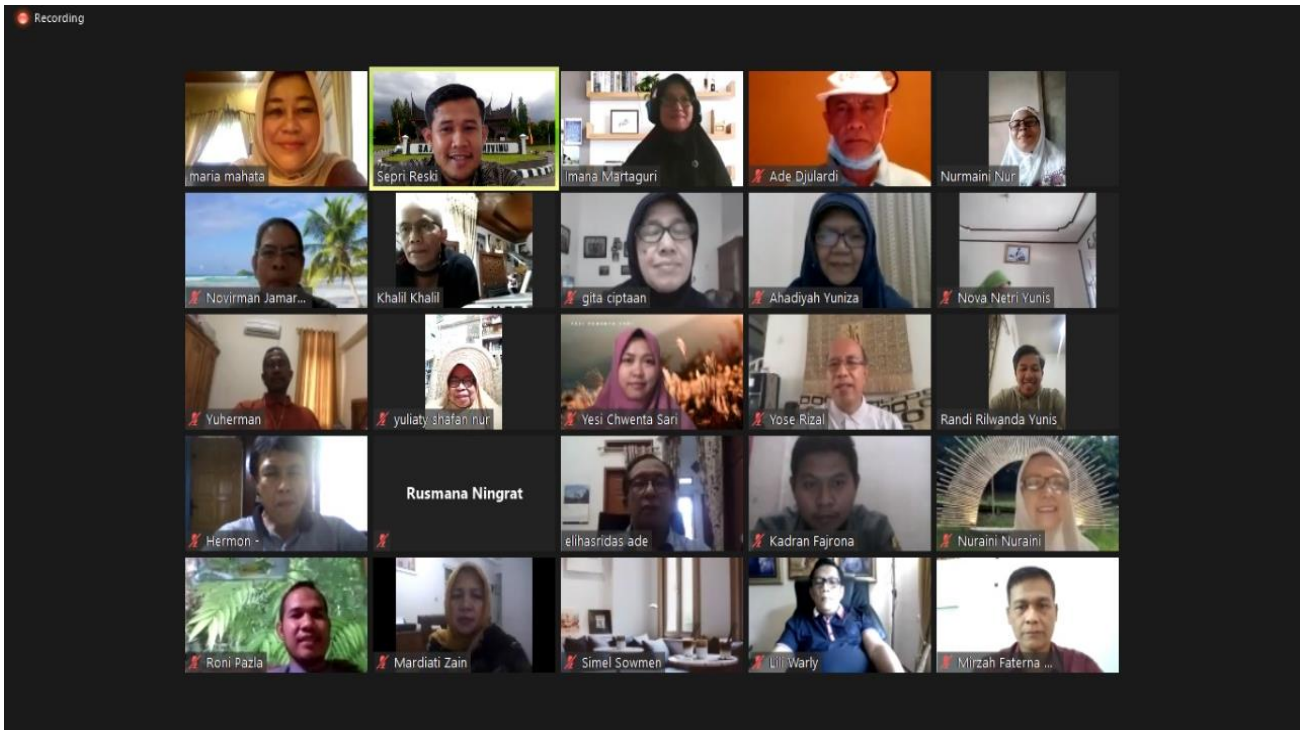 Recording
maria mahata
Sepri Reski
Imana Martaguri
Ade Djulardi
Nurmaini Nur
Novirman Jamar...
Khalil Khalil
gita ciptaan
Ahadiyah Yuniza
Nova Netri Yunis
Yuherman
yuliaty shafan nur
Yesi Chwenta Sari
Yose Rizal
Randi Rilwanda Yunis
Hermon -
Rusmana Ningrat
elihasridas ade
Kadran Fajrona
Nuraini Nuraini
Roni Pazla
Mardiati Zain
Simel Sowmen
Lili Warly
Mirzah Faterna ...